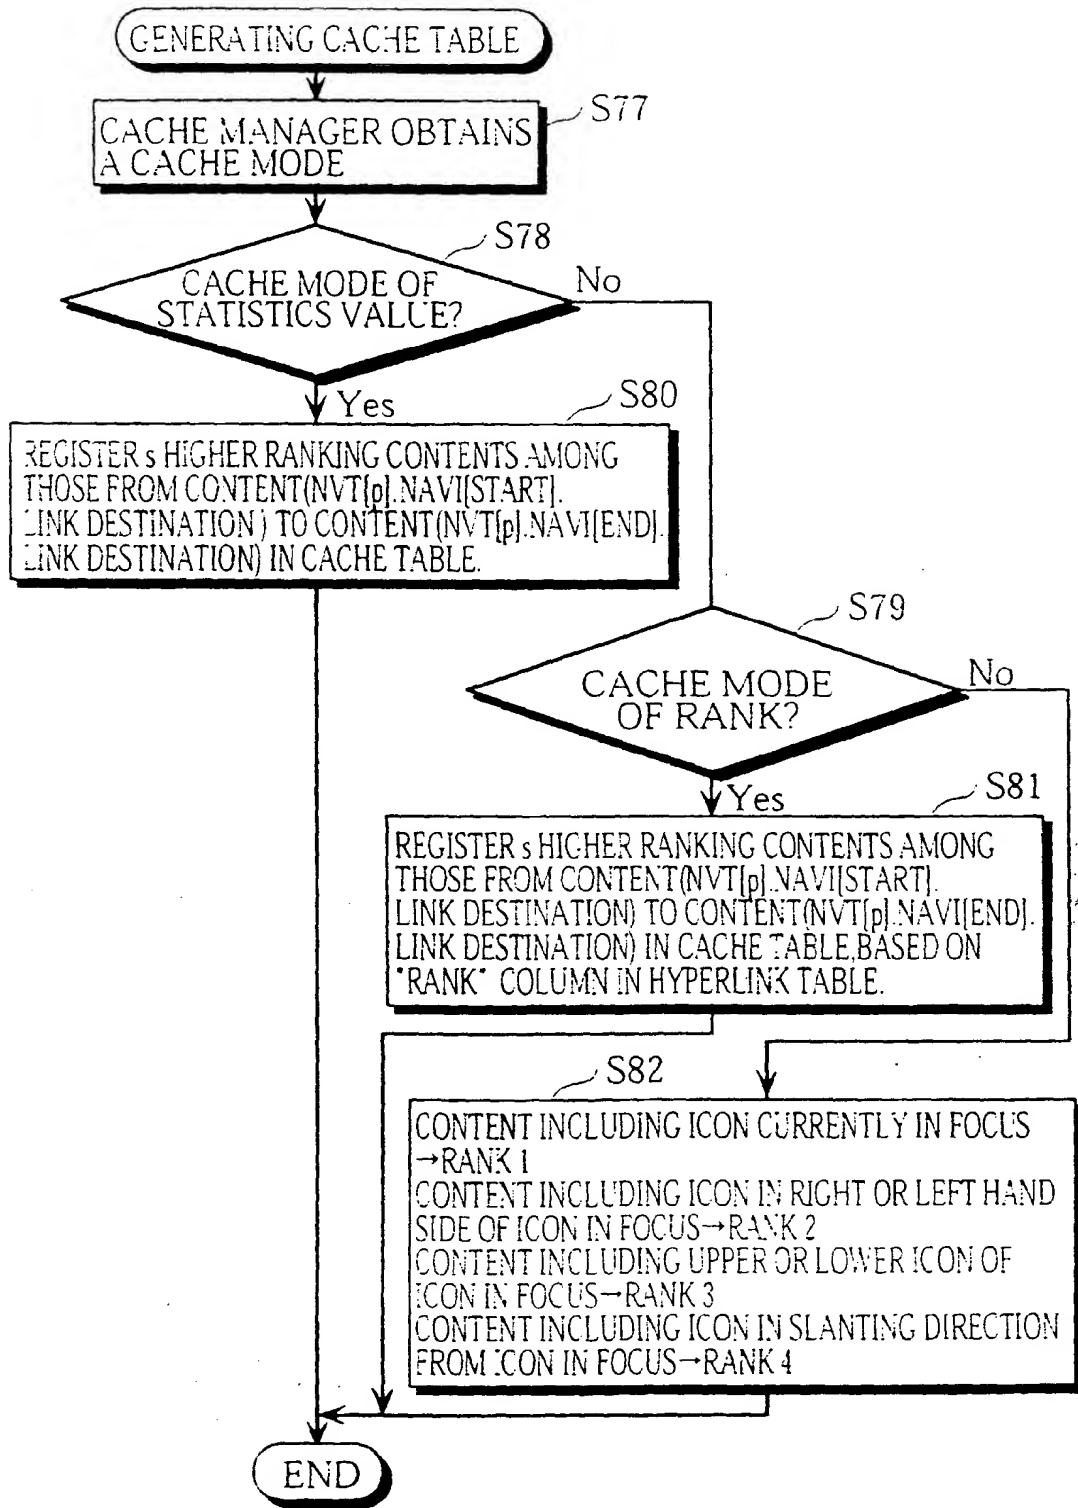 GENERATING CACHE TABLE
S77
CACHE MANAGER OBTAINS
A CACHE MODE
S78
CACHE MODE OF
STATISTICS VALUE?
No
Yes
S80
REGISTER s HIGHER RANKING CONTENTS AMONG
THOSE FROM CONTENT(NVT[p].NAVI[START].
LINK DESTINATION) TO CONTENT(NVT[p].NAVI[END].
LINK DESTINATION) IN CACHE TABLE.
S79
CACHE MODE
OF RANK?
No
Yes
S81
REGISTER s HIGHER RANKING CONTENTS AMONG
THOSE FROM CONTENT(NVT[p].NAVI[START].
LINK DESTINATION) TO CONTENT(NVT[p].NAVI[END].
LINK DESTINATION) IN CACHE TABLE,BASED ON
"RANK" COLUMN IN HYPERLINK TABLE.
S82
CONTENT INCLUDING ICON CURRENTLY IN FOCUS
→RANK 1
CONTENT INCLUDING ICON IN RIGHT OR LEFT HAND
SIDE OF ICON IN FOCUS→RANK 2
CONTENT INCLUDING UPPER OR LOWER ICON OF
ICON IN FOCUS→RANK 3
CONTENT INCLUDING ICON IN SLANTING DIRECTION
FROM ICON IN FOCUS→RANK 4
END